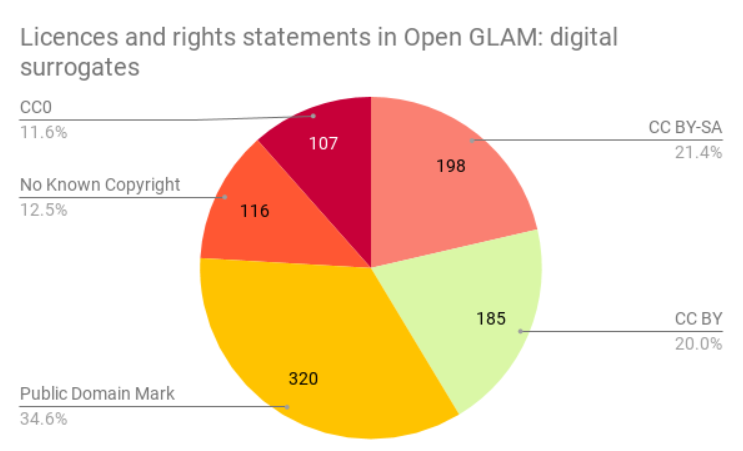 Licences and rights statements in Open GLAM: digital
surrogates
CC0
11.6%
107
CC BY-SA
21.4%
198
No Known Copyright
12.5%
116
CC BY
20.0%
185
Public Domain Mark
34.6%
320